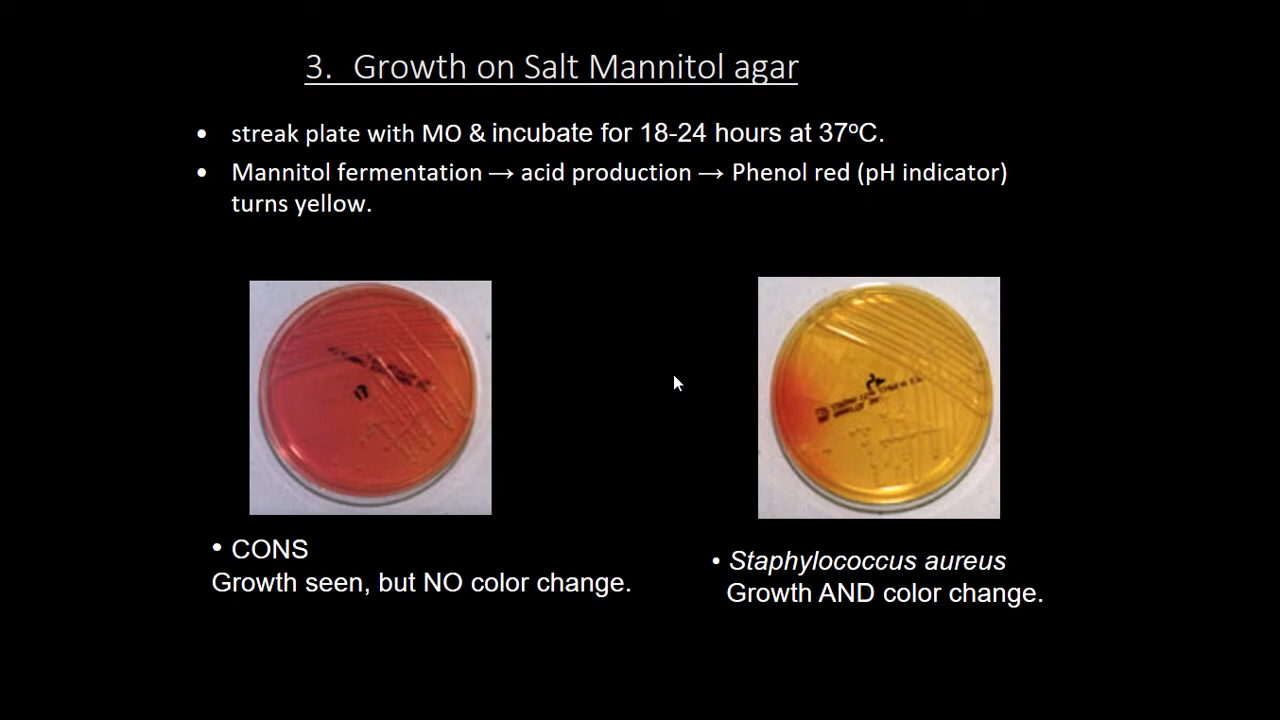 3. Growth on Salt Mannitol agar
• streak plate with MO & incubate for 18-24 hours at 37ºC.
• Mannitol fermentation → acid production → Phenol red (pH indicator)
turns yellow.
• CONS
Growth seen, but NO color change.
• Staphylococcus aureus
Growth AND color change.